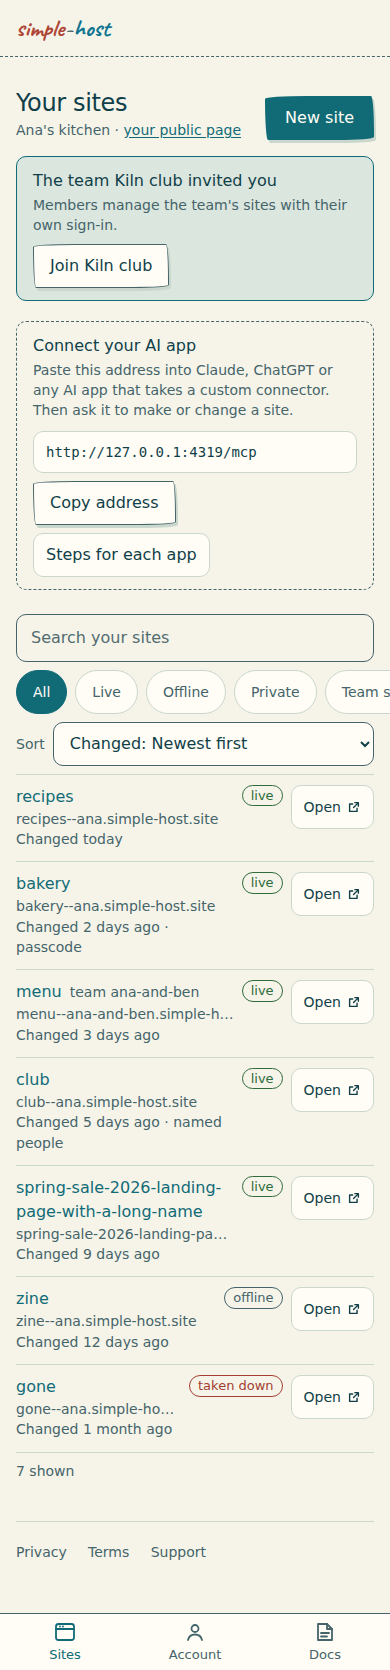 simple-host
Your sites
Ana's kitchen · your public page
New site
The team Kiln club invited you
Members manage the team's sites with their
own sign-in.
Join Kiln club
Connect your AI app
Paste this address into Claude, ChatGPT or
any AI app that takes a custom connector.
Then ask it to make or change a site.
http://127.0.0.1:4319/mcp
Copy address
Steps for each app
Search your sites
All Live Offline Private Team s
Sort Changed: Newest first
recipes live Open
recipes--ana.simple-host.site
Changed today
bakery live Open
bakery--ana.simple-host.site
Changed 2 days ago ·
passcode
menu team ana-and-ben live Open
menu--ana-and-ben.simple-h…
Changed 3 days ago
club live Open
club--ana.simple-host.site
Changed 5 days ago · named
people
spring-sale-2026-landing- live Open
page-with-a-long-name
spring-sale-2026-landing-pa…
Changed 9 days ago
zine offline Open
zine--ana.simple-host.site
Changed 12 days ago
gone taken down Open
gone--ana.simple-ho…
Changed 1 month ago
7 shown
Privacy Terms Support
Sites Account Docs